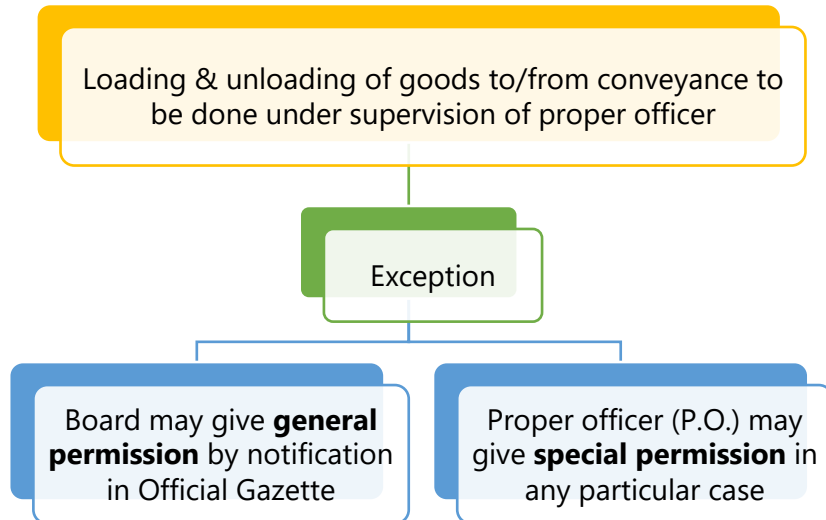 Loading & unloading of goods to/from conveyance to
be done under supervision of proper officer
Exception
Board may give general
permission by notification
in Official Gazette
Proper officer (P.O.) may
give special permission in
any particular case